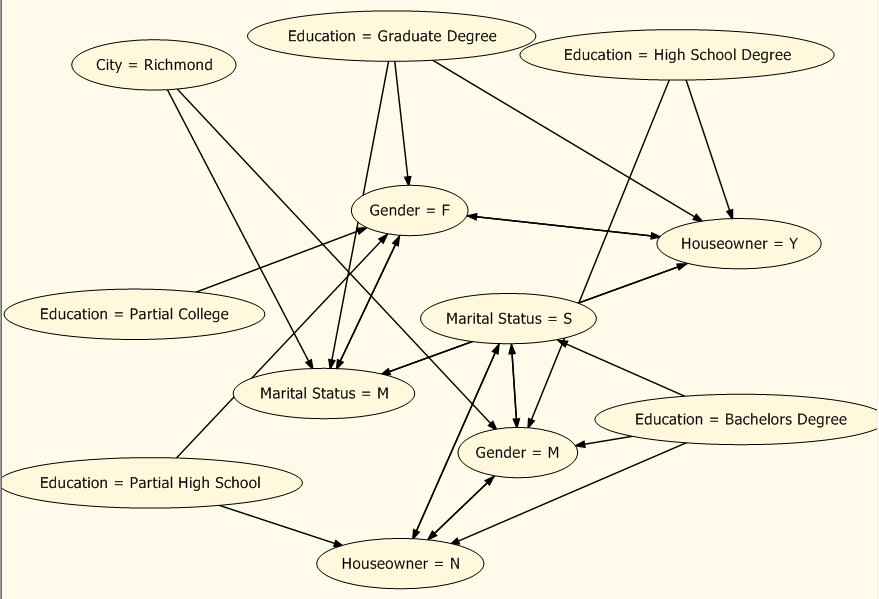 Education = Graduate Degree
Education = High School Degree
City = Richmond
Gender = F
Houseowner = Y
Education = Partial College
Marital Status = S
Marital Status = M
Education = Bachelors Degree
Gender = M
Education = Partial High School
Houseowner = N